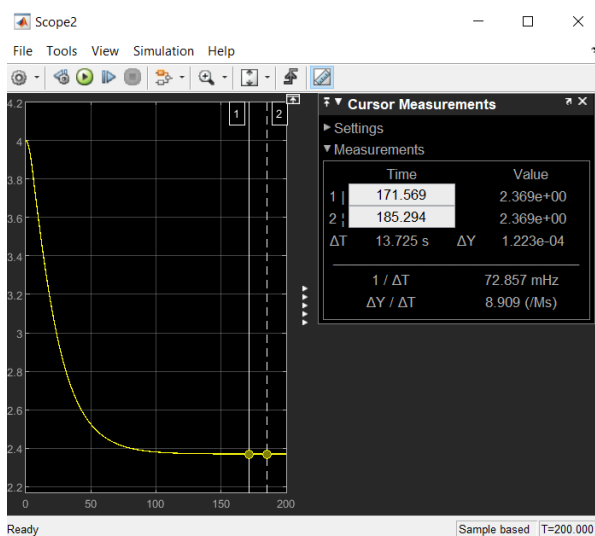 Scope2
File Tools View Simulation Help
1 2
4.2
4
3.8
3.6
3.4
3.2
3
2.8
2.6
2.4
2.2
0 50 100 150 200
Cursor Measurements
Settings
Measurements
Time Value
1 | 171.569 2.369e+00
2 ¦ 185.294 2.369e+00
ΔT 13.725 s ΔY 1.223e-04
1 / ΔT 72.857 mHz
ΔY / ΔT 8.909 (/Ms)
Ready Sample based T=200.000